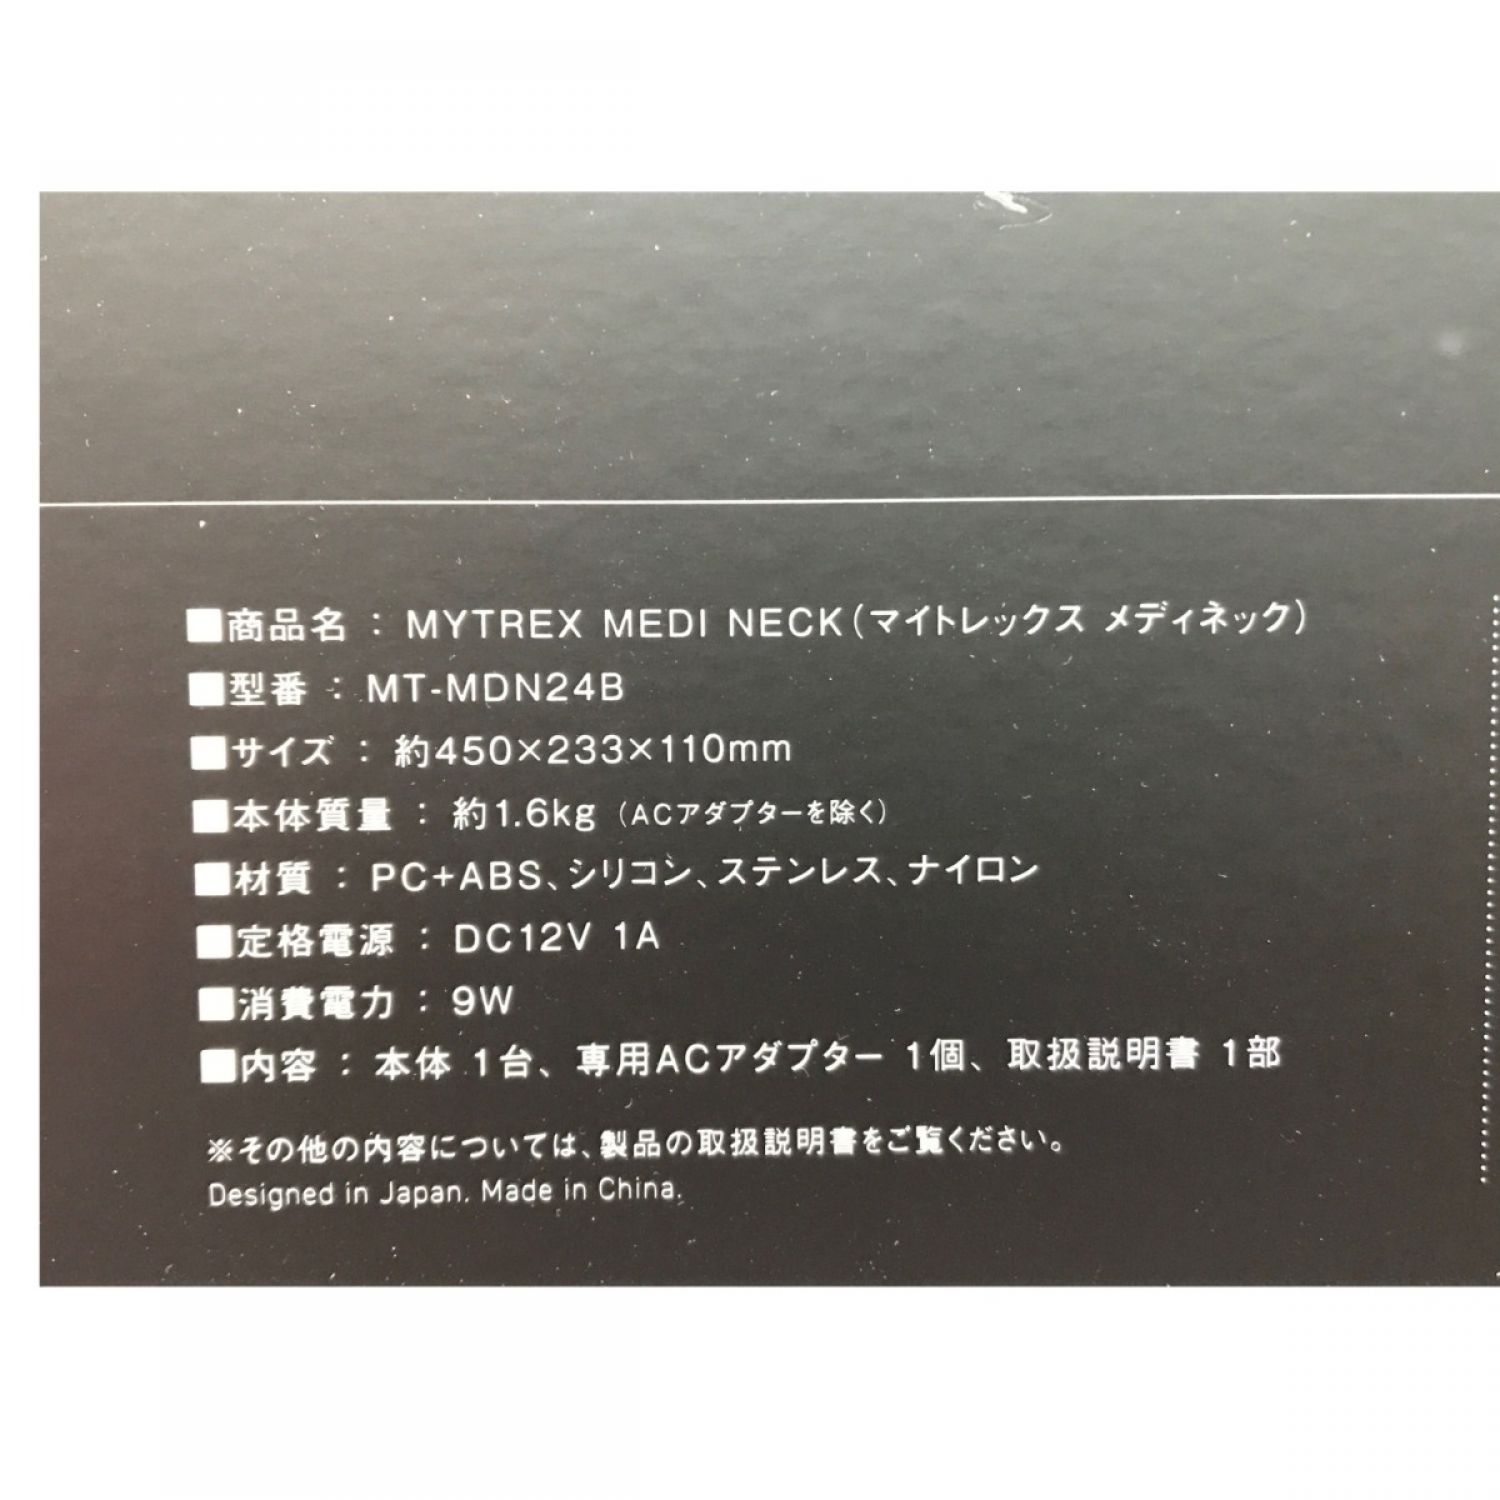 ■商品名：MYTREX MEDI NECK(マイトレックス メディネック)
■型番：MT-MDN24B
■サイズ：約450×233×110mm
■本体質量：約1.6kg（ACアダプターを除く）
■材質：PC+ABS、シリコン、ステンレス、ナイロン
■定格電源：DC12V 1A
■消費電力：9W
■内容：本体 1台、専用ACアダプター 1個、取扱説明書 1部
※その他の内容については、製品の取扱説明書をご覧ください。
Designed in Japan. Made in China.